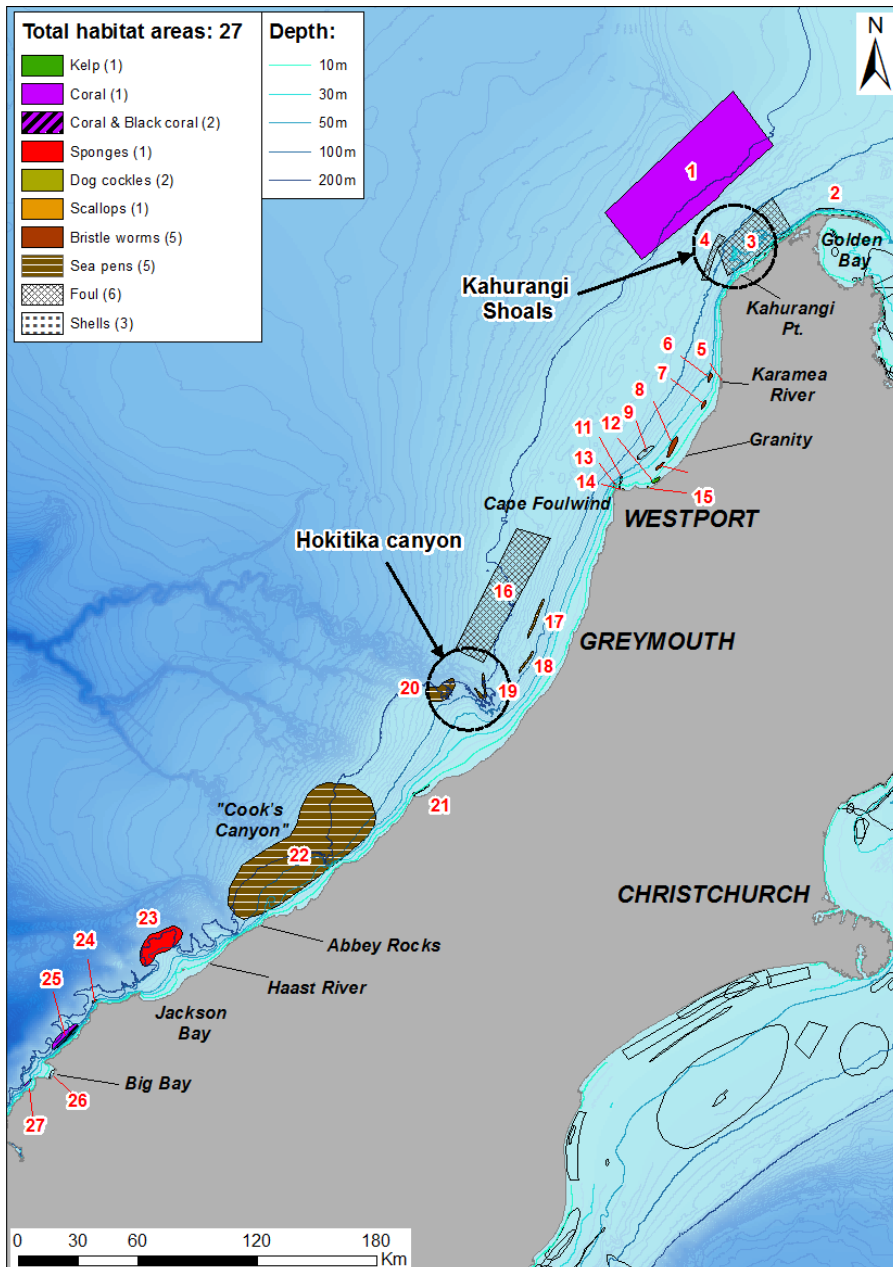 Total habitat areas: 27
Kelp (1)
Coral (1)
Coral & Black coral (2)
Sponges (1)
Dog cockles (2)
Scallops (1)
Bristle worms (5)
Sea pens (5)
Foul (6)
Shells (3)
Depth:
10m
30m
50m
100m
200m
N
1
2
3
4
Golden
Bay
Kahurangi
Shoals
Kahurangi
Pt.
5
6
7
8
9
Karamea
River
11
12
13
14
15
Granity
Cape Foulwind
WESTPORT
Hokitika canyon
16
17
GREYMOUTH
18
19
20
21
"Cook's
Canyon"
22
CHRISTCHURCH
23
Abbey Rocks
24
Haast River
25
Jackson
Bay
Big Bay
26
27
0 30 60 120 180
Km